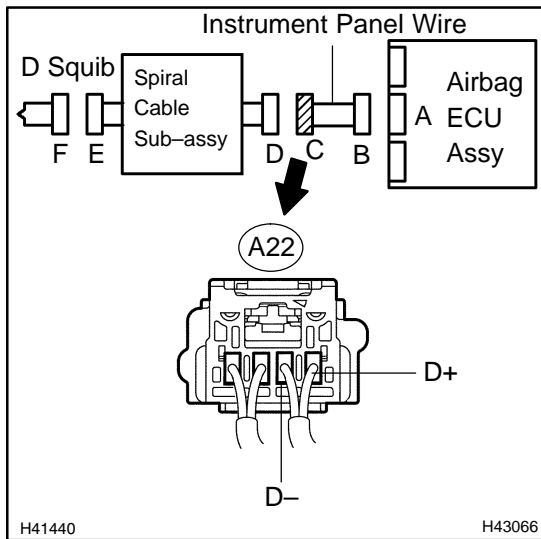 Instrument Panel Wire
D Squib
Spiral
Cable
Sub–assy
Airbag
ECU
Assy
F
E
D
C
B
A
A22
D+
D–
H41440
H43066